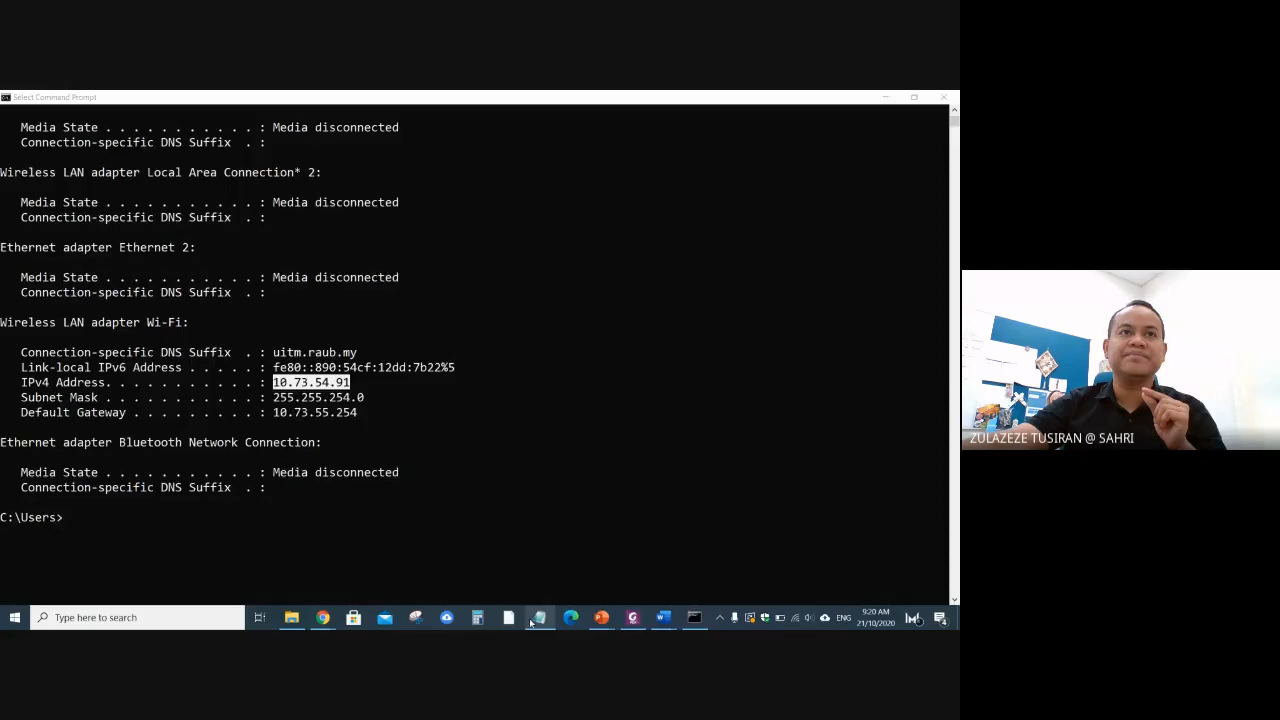 Select Command Prompt
Media State . . . . . . . . . . . : Media disconnected
Connection-specific DNS Suffix  . :
Wireless LAN adapter Local Area Connection* 2:
Media State . . . . . . . . . . . : Media disconnected
Connection-specific DNS Suffix  . :
Ethernet adapter Ethernet 2:
Media State . . . . . . . . . . . : Media disconnected
Connection-specific DNS Suffix  . :
Wireless LAN adapter Wi-Fi:
Connection-specific DNS Suffix  . : uitm.raub.my
Link-local IPv6 Address . . . . . : fe80::890:54cf:12dd:7b22%5
IPv4 Address. . . . . . . . . . . : 10.73.54.91
Subnet Mask . . . . . . . . . . . : 255.255.254.0
Default Gateway . . . . . . . . . : 10.73.55.254
Ethernet adapter Bluetooth Network Connection:
Media State . . . . . . . . . . . : Media disconnected
Connection-specific DNS Suffix  . :
C:\Users>
ZULAZEZE TUSIRAN @ SAHRI
Type here to search
ENG
9:20 AM
21/10/2020
4